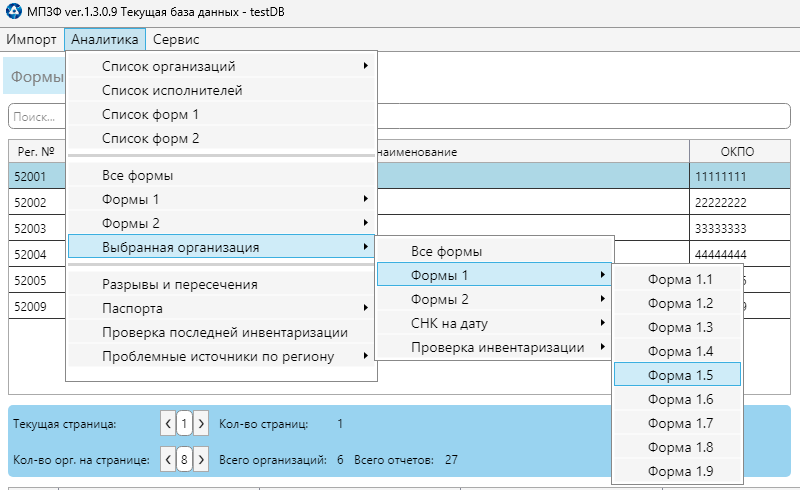 МПЗФ ver.1.3.0.9 Текущая база данных - testDB
Импорт Аналитика Сервис
Формы
Поиск...
Список организаций
Список исполнителей
Список форм 1
Список форм 2
Все формы
Формы 1
Формы 2
Выбранная организация
Разрывы и пересечения
Паспорта
Проверка последней инвентаризации
Проблемные источники по региону
Рег. № наименование ОКПО
52001 11111111
52002 22222222
52003 33333333
52004 44444444
52005
52009
Все формы
Формы 1
Формы 2
СНК на дату
Проверка инвентаризации
Форма 1.1
Форма 1.2
Форма 1.3
Форма 1.4
Форма 1.5
Форма 1.6
Форма 1.7
Форма 1.8
Форма 1.9
Текущая страница: < 1 > Кол-во страниц: 1
Кол-во орг. на странице: < 8 > Всего организаций: 6 Всего отчетов: 27